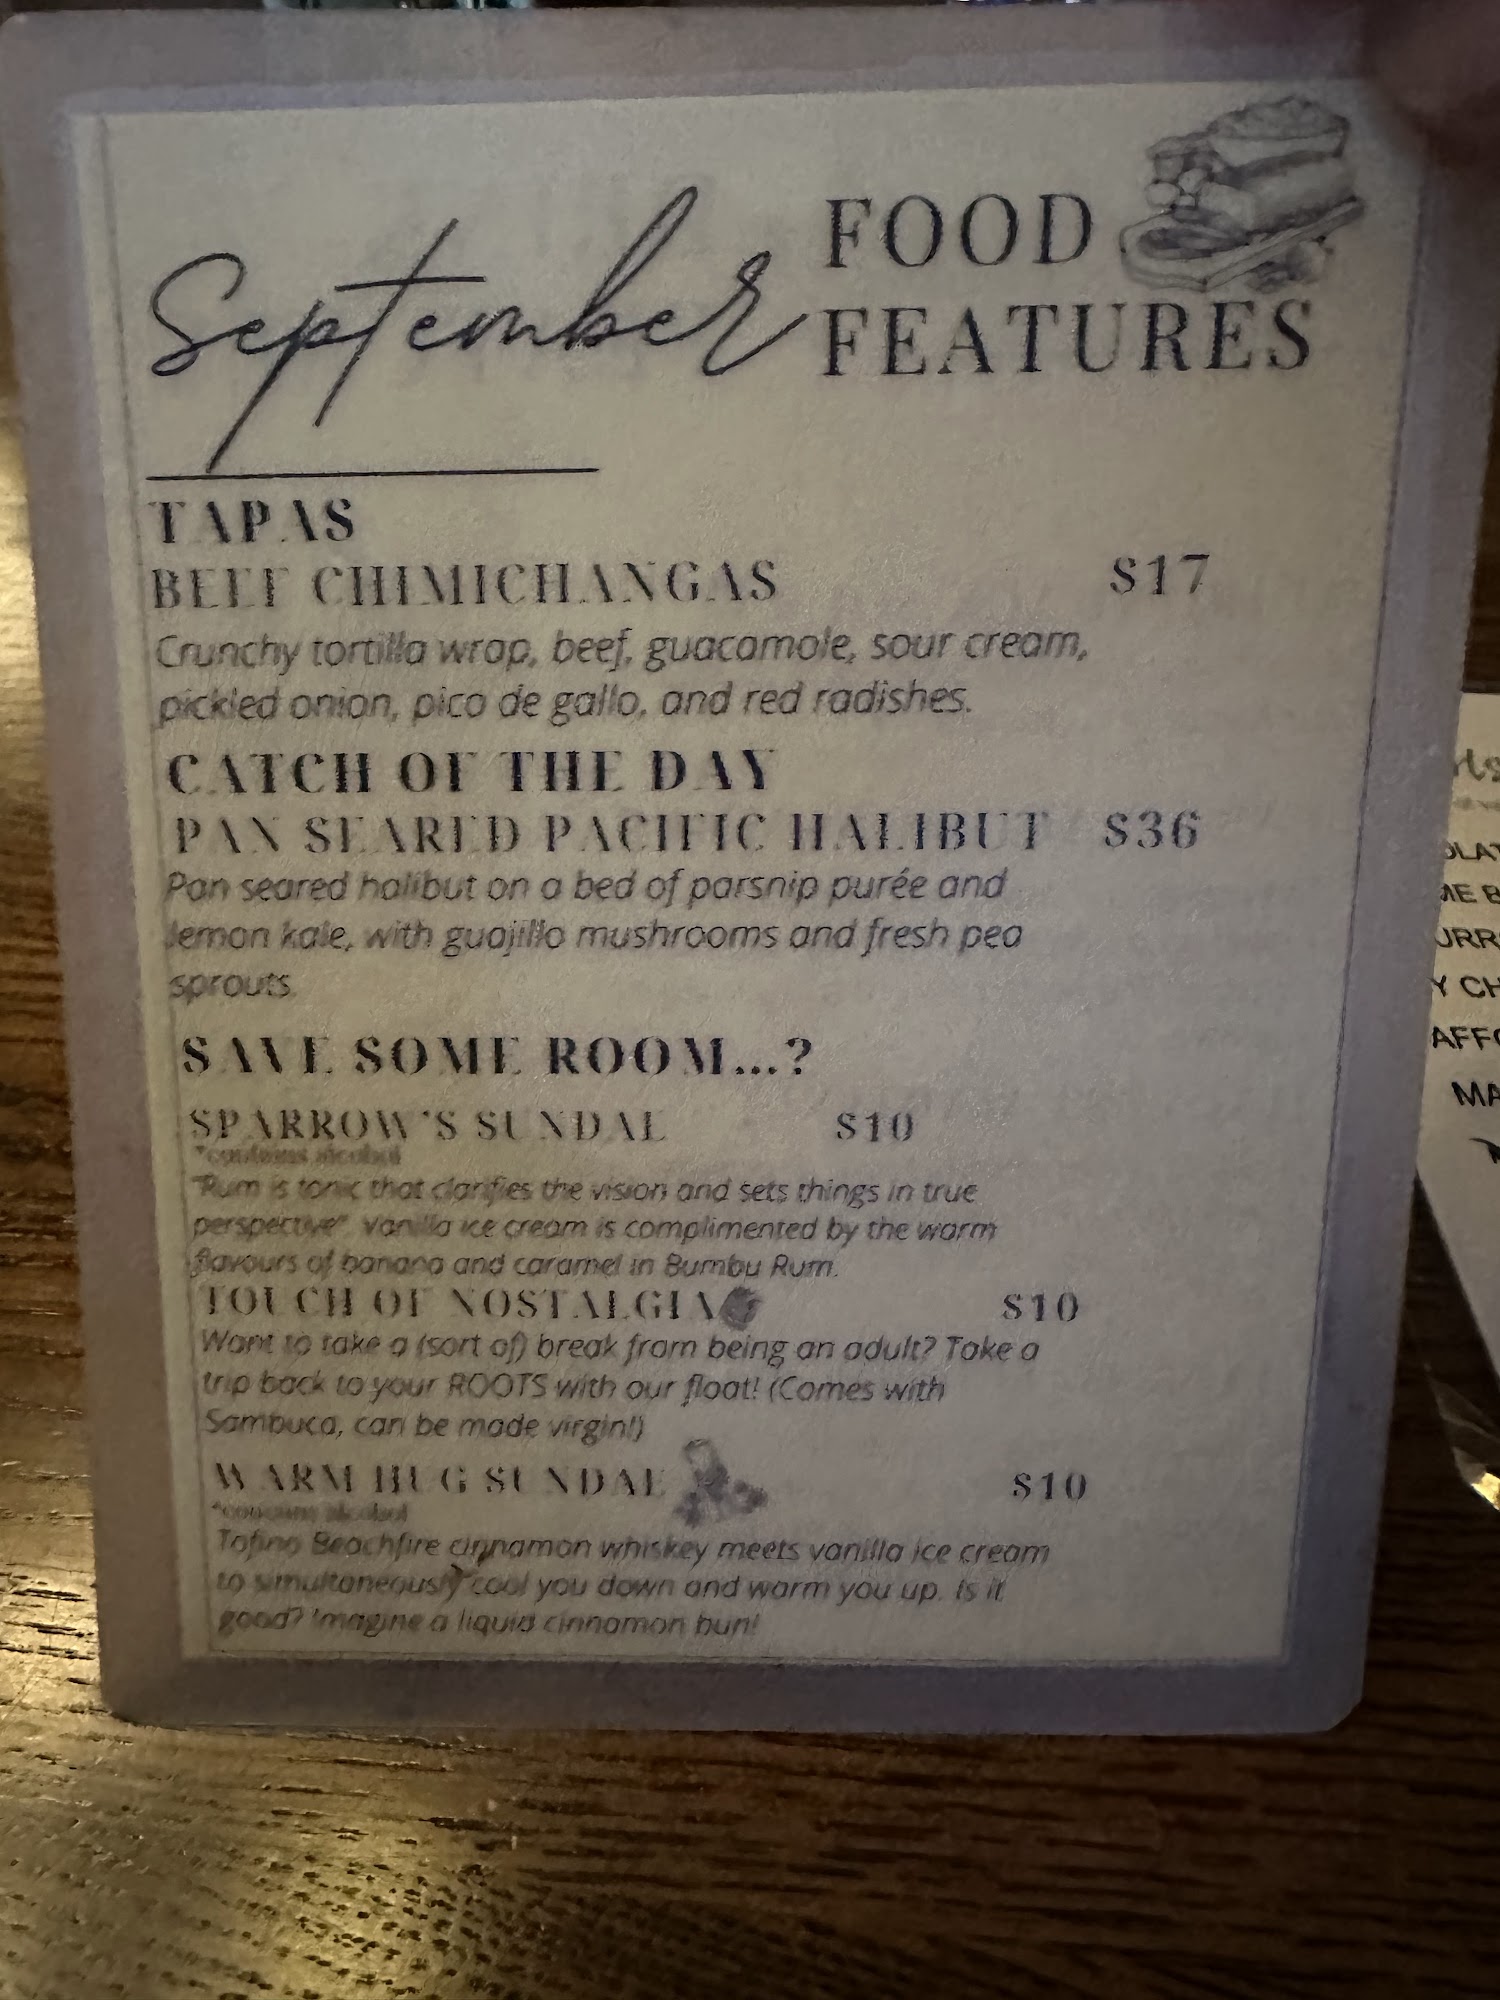 September FOOD
FEATURES
TAPAS
BEEF CHIMICHANGAS $17
Crunchy tortilla wrap, beef, guacamole, sour cream,
pickled onion, pico de gallo, and red radishes.
CATCH OF THE DAY
PAN SEARED PACIFIC HALIBUT $36
Pan seared halibut on a bed of parsnip purée and
lemon kale, with guajillo mushrooms and fresh pea
sprouts.
SAVE SOME ROOM...?
SPARROW'S SUNDAE $10
*contains alcohol
"Rum is tonic that clarifies the vision and sets things in true
perspective". Vanilla ice cream is complimented by the warm
flavours of banana and caramel in Bumbu Rum.
TOUCH OF NOSTALGIA $10
Want to take a (sort of) break from being an adult? Take a
trip back to your ROOTS with our float! (Comes with
Sambuca, can be made virgin!)
WARM HUG SUNDAE $10
*contains alcohol
Tofino Beachfire cinnamon whiskey meets vanilla ice cream
to simultaneously cool you down and warm you up. Is it
good? Imagine a liquid cinnamon bun!